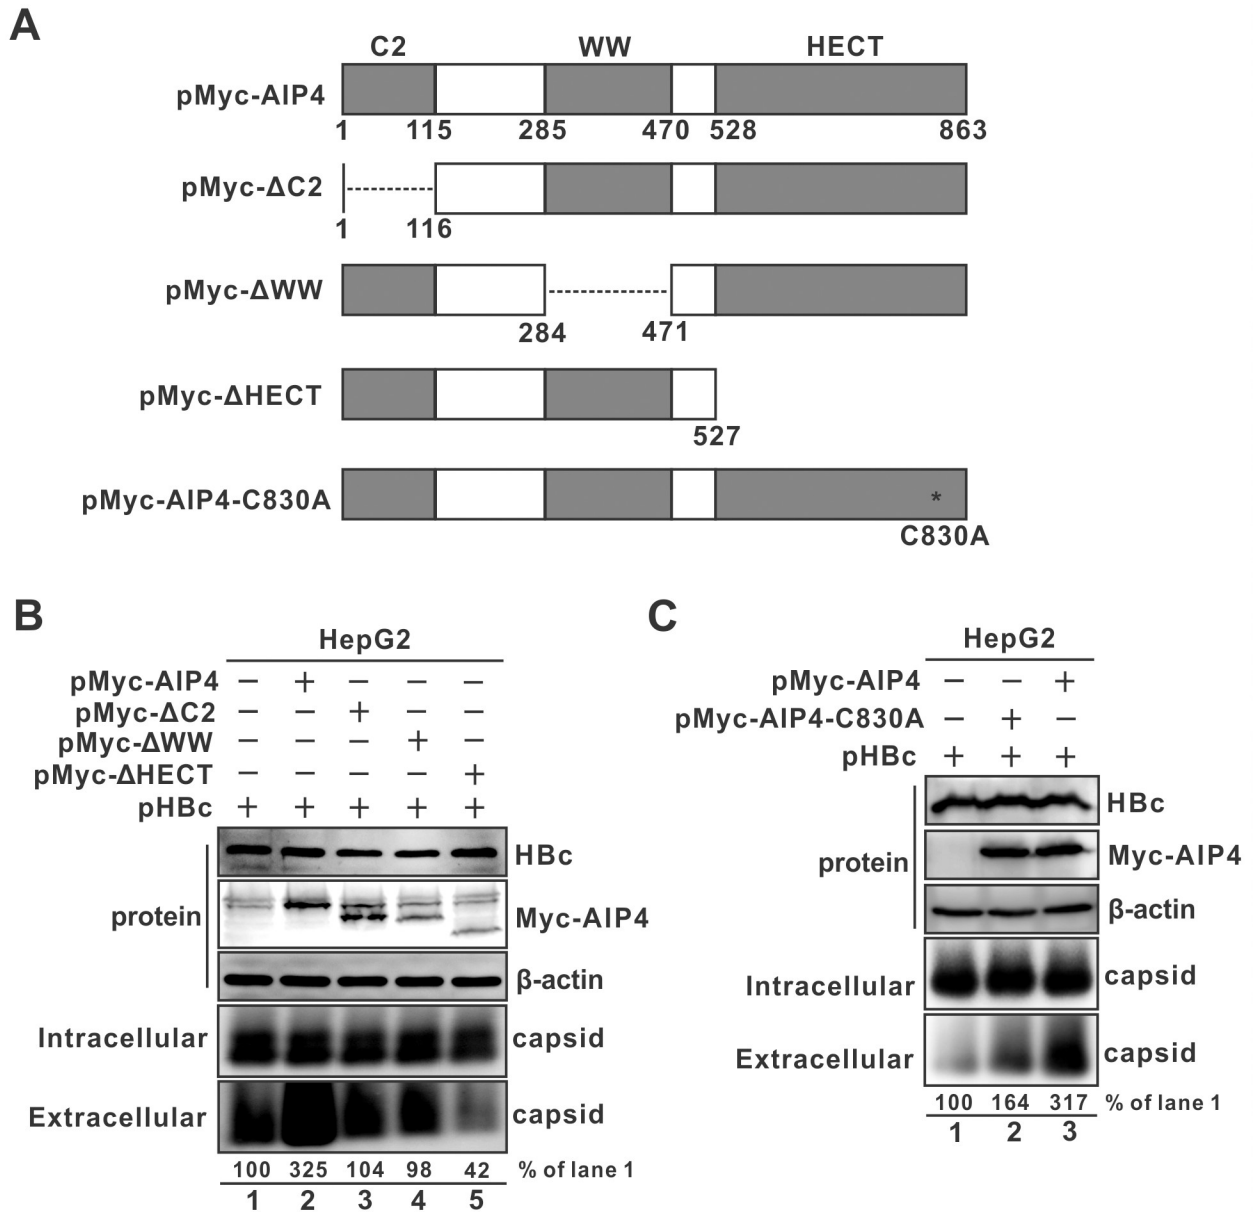 A
C2 WW HECT
pMyc-AIP4
1 115 285 470 528 863
pMyc-ΔC2
1 116
pMyc-ΔWW
284 471
pMyc-ΔHECT
527
pMyc-AIP4-C830A
*
C830A
B
HepG2
pMyc-AIP4 − + − − −
pMyc-ΔC2 − − + − −
pMyc-ΔWW − − − + −
pMyc-ΔHECT − − − − +
pHBc + + + + +
HBc
protein Myc-AIP4
β-actin
Intracellular capsid
Extracellular capsid
100 325 104 98 42 % of lane 1
1 2 3 4 5
C
HepG2
pMyc-AIP4 − − +
pMyc-AIP4-C830A − + −
pHBc + + +
HBc
protein Myc-AIP4
β-actin
Intracellular capsid
Extracellular capsid
100 164 317 % of lane 1
1 2 3